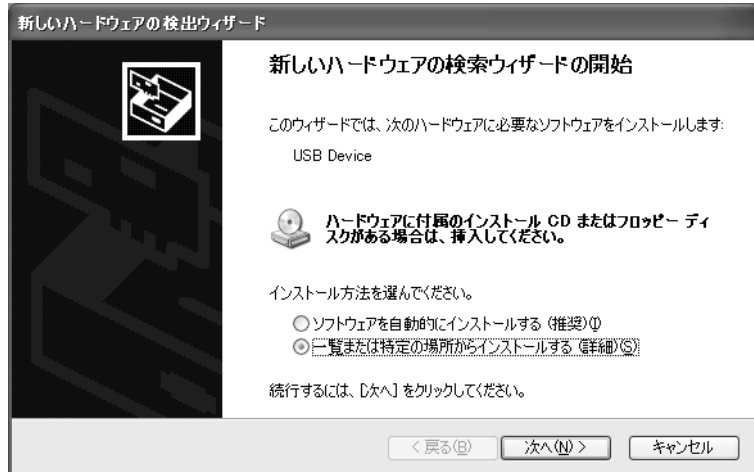 新しいハードウェアの検出ウィザード
新しいハードウェアの検索ウィザードの開始
このウィザードでは、次のハードウェアに必要なソフトウェアをインストールします:
USB Device
ハードウェアに付属のインストール CD またはフロッピー ディ
スクがある場合は、挿入してください。
インストール方法を選んでください。
ソフトウェアを自動的にインストールする (推奨)(I)
一覧または特定の場所からインストールする (詳細)(S)
続行するには、[次へ] をクリックしてください。
< 戻る(B)
次へ(N) >
キャンセル